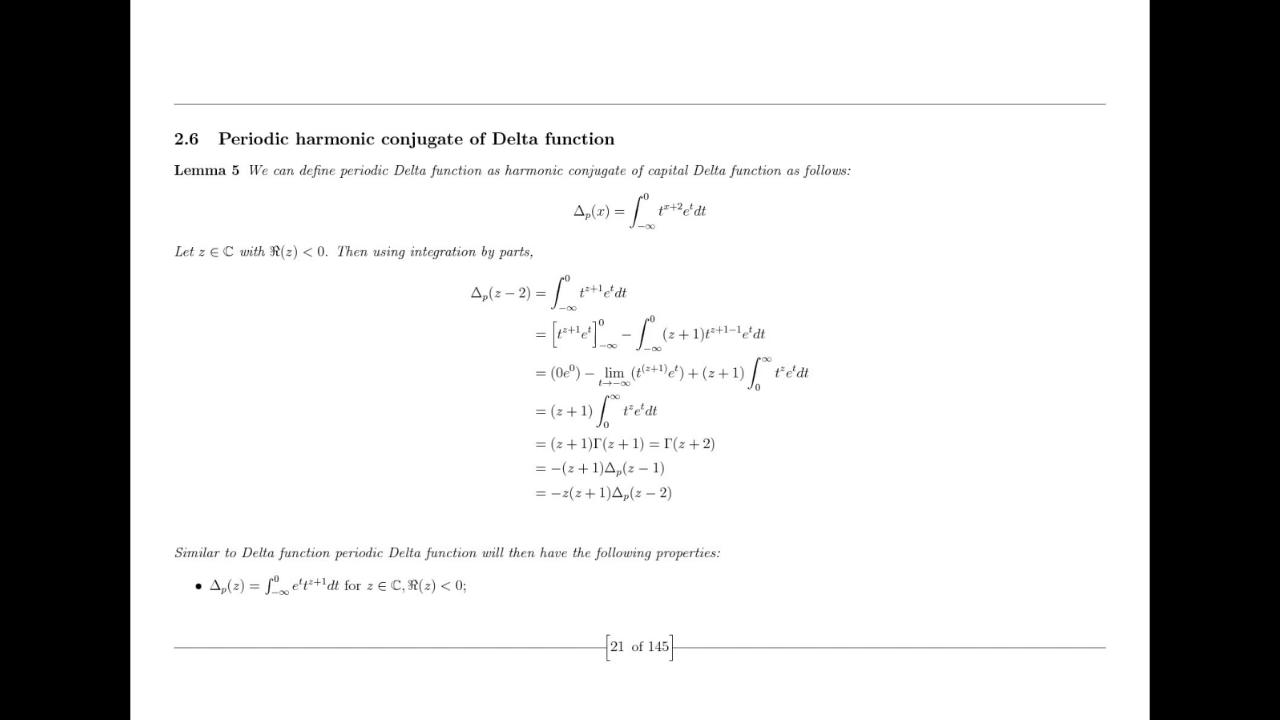 2.6 Periodic harmonic conjugate of Delta function
Lemma 5 We can define periodic Delta function as harmonic conjugate of capital Delta function as follows:
Δ_p(x) = ∫_{−∞}^{0} t^{x+2}e^t dt
Let z ∈ ℂ with ℜ(z) < 0. Then using integration by parts,
Δ_p(z − 2) = ∫_{−∞}^{0} t^{z+1}e^t dt
= [t^{z+1}e^t]_{−∞}^{0} − ∫_{−∞}^{0} (z + 1)t^{z+1−1}e^t dt
= (0e^0) − lim_{t→−∞} (t^{(z+1)}e^t) + (z + 1) ∫_{0}^{∞} t^z e^t dt
= (z + 1) ∫_{0}^{∞} t^z e^t dt
= (z + 1)Γ(z + 1) = Γ(z + 2)
= −(z + 1)Δ_p(z − 1)
= −z(z + 1)Δ_p(z − 2)
Similar to Delta function periodic Delta function will then have the following properties:
• Δ_p(z) = ∫_{−∞}^{0} e^t t^{z+1} dt for z ∈ ℂ, ℜ(z) < 0;
[21 of 145]